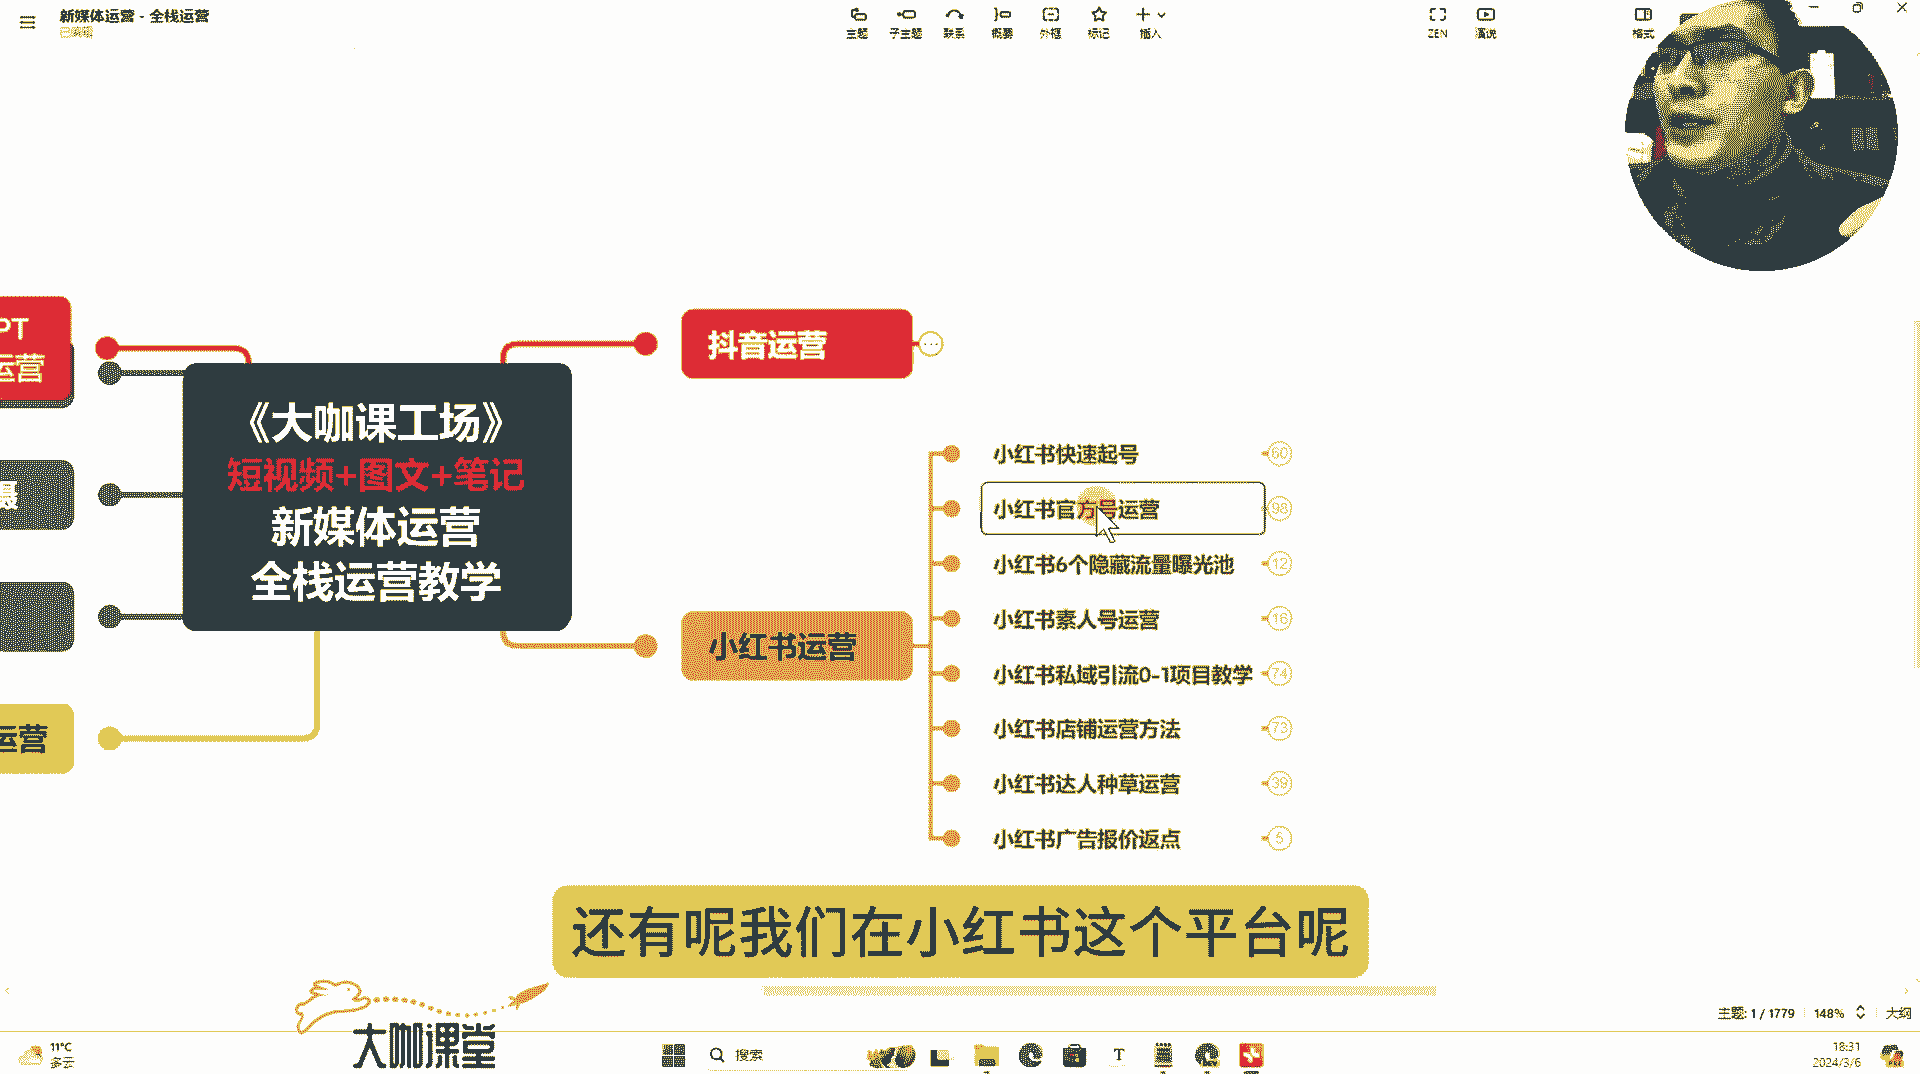 新媒体运营 - 全栈运营
主题
子主题
联系
概要
外框
标记
插入
ZEN
演说
格式
PT
运营
《大咖课工场》
短视频+图文+笔记
新媒体运营
全栈运营教学
抖音运营
小红书运营
小红书快速起号
60
小红书官方号运营
98
小红书6个隐藏流量曝光池
12
小红书素人号运营
16
小红书私域引流0-1项目教学
74
小红书店铺运营方法
73
小红书达人种草运营
39
小红书广告报价返点
5
摄
运营
还有呢我们在小红书这个平台呢
大咖课堂
主题: 1 / 1779
148%
大纲
11°C
多云
搜索
T
DEV
18:31
2024/3/6